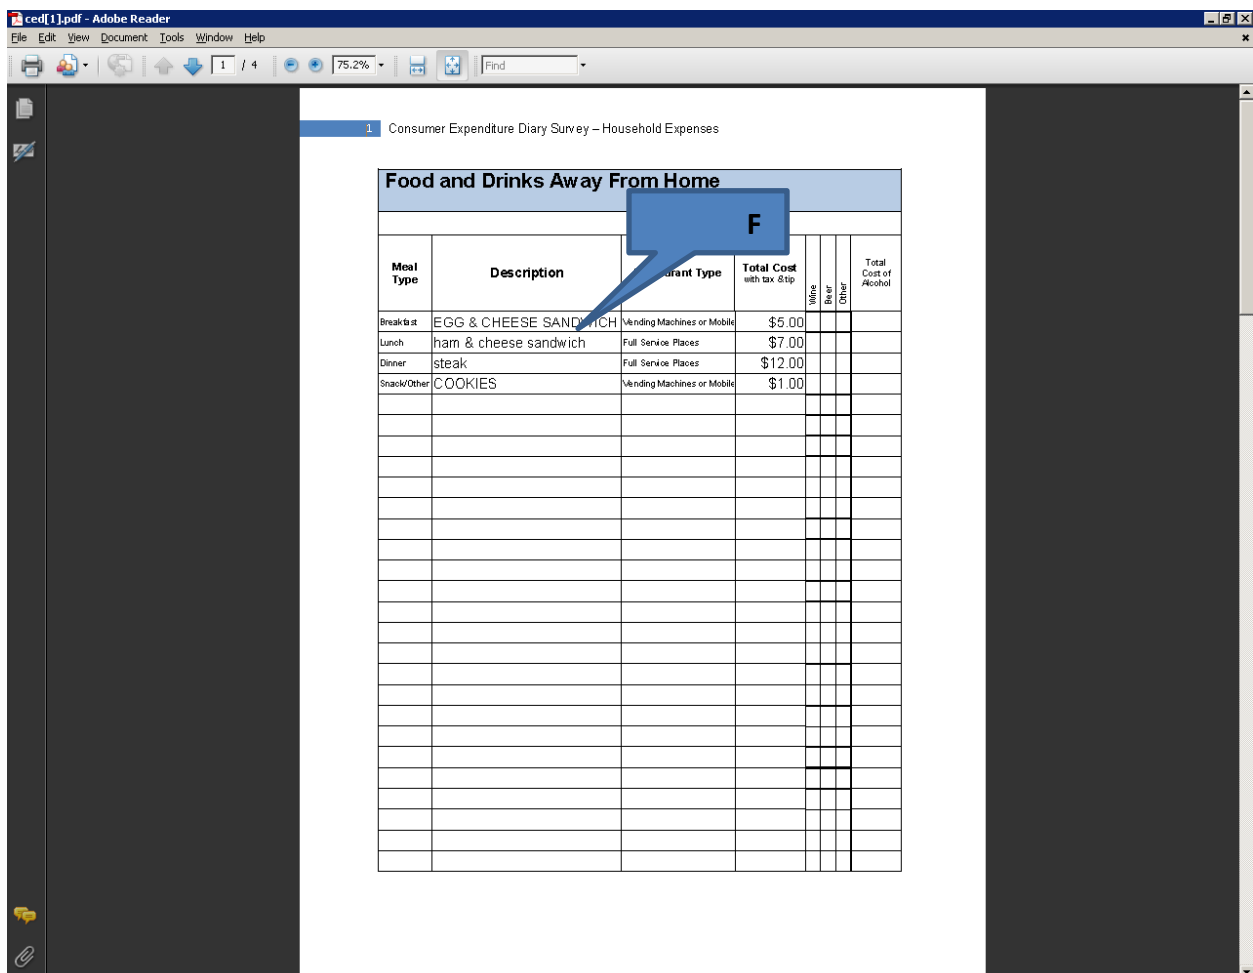 ced[1].pdf - Adobe Reader
File Edit View Document Tools Window Help
1 / 4 75.2% Find
1 Consumer Expenditure Diary Survey – Household Expenses
Food and Drinks Away From Home
F
Meal Type Description Type Total Cost with tax & tip Wine Beer Other Total Cost of Alcohol
Breakfast EGG & CHEESE SANDWICH Vending Machines or Mobile $5.00
Lunch ham & cheese sandwich Full Service Places $7.00
Dinner steak Full Service Places $12.00
Snack/Other COOKIES Vending Machines or Mobile $1.00